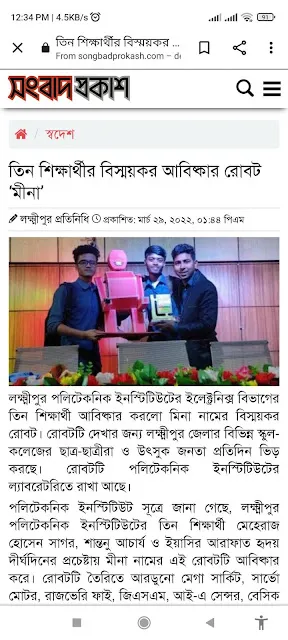 12:34 PM | 4.5KB/s
91
তিন শিক্ষার্থীর বিস্ময়কর ...
From songbadprokash.com – de
সংবাদ প্রকাশ
/ স্বদেশ
তিন শিক্ষার্থীর বিস্ময়কর আবিষ্কার রোবট
‘মীনা’
লক্ষ্মীপুর প্রতিনিধি প্রকাশিত: মার্চ ২৯, ২০২২, ০১:৪৪ পিএম
লক্ষ্মীপুর পলিটেকনিক ইনস্টিটিউটের ইলেক্ট্রনিক্স বিভাগের
তিন শিক্ষার্থী আবিষ্কার করলো মিনা নামের বিস্ময়কর
রোবট। রোবটটি দেখার জন্য লক্ষ্মীপুর জেলার বিভিন্ন স্কুল-
কলেজের ছাত্র-ছাত্রীরা ও উৎসুক জনতা প্রতিদিন ভিড়
করছে। রোবটটি পলিটেকনিক ইনস্টিটিউটের
ল্যাবরেটরিতে রাখা আছে।
পলিটেকনিক ইনস্টিটিউট সূত্রে জানা গেছে, লক্ষ্মীপুর
পলিটেকনিক ইনস্টিটিউটের তিন শিক্ষার্থী মেহেরাজ
হোসেন সাগর, শান্তনু আচার্য ও ইয়াসির আরাফাত হৃদয়
দীর্ঘদিনের প্রচেষ্টায় মীনা নামের এই রোবটটি আবিষ্কার
করে। রোবটটি তৈরিতে আরডুনো মেগা সার্কিট, সার্ভো
মোটর, রাজভেরি ফাই, জিএসএম, আই-এ সেন্সর, বেসিক